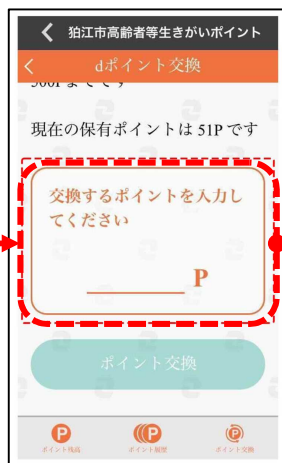 狛江市高齢者等生きがいポイント
dポイント交換
現在の保有ポイントは 51P です
交換するポイントを入力し
てください
P
ポイント交換
ポイント残高 ポイント履歴 ポイント交換